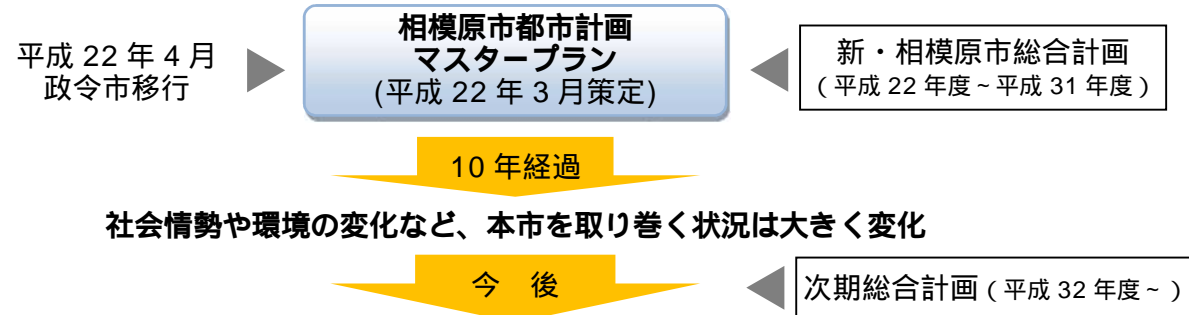 平成 22 年 4 月
政令市移行
相模原市都市計画
マスタープラン
(平成 22 年 3 月策定)
新・相模原市総合計画
（平成 22 年度～平成 31 年度）
10 年経過
社会情勢や環境の変化など、本市を取り巻く状況は大きく変化
今　後
次期総合計画（平成 32 年度～）